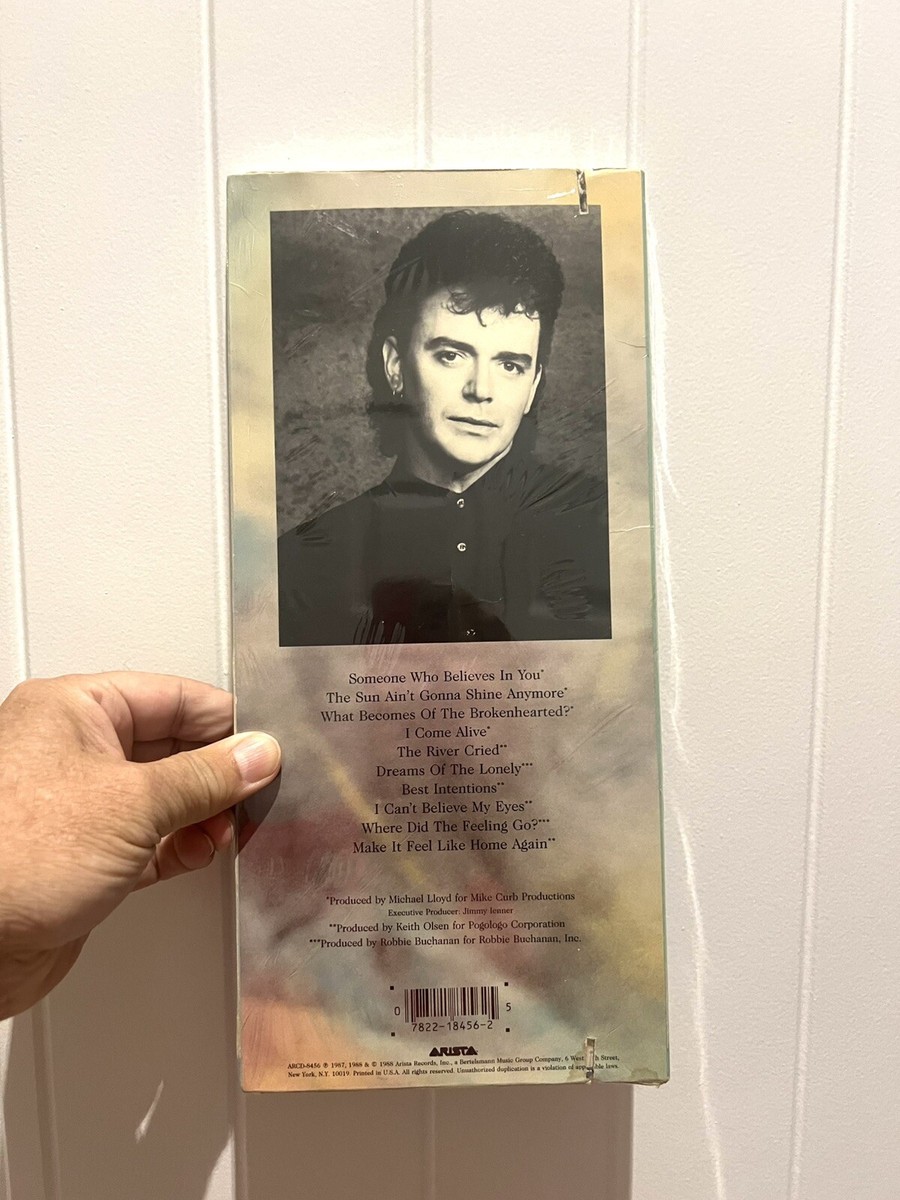 Someone Who Believes In You*
The Sun Ain't Gonna Shine Anymore*
What Becomes Of The Brokenhearted?*
I Come Alive*
The River Cried**
Dreams Of The Lonely***
Best Intentions**
I Can't Believe My Eyes**
Where Did The Feeling Go?***
Make It Feel Like Home Again**
*Produced by Michael Lloyd for Mike Curb Productions
Executive Producer: Jimmy Ienner
**Produced by Keith Olsen for Pogologo Corporation
***Produced by Robbie Buchanan for Robbie Buchanan, Inc.
0 7822-18456-2 5
ARISTA
ARCD-8456 ℗ 1987, 1988 & © 1988 Arista Records, Inc., a Bertelsmann Music Group Company, 6 West Street,
New York, N.Y. 10019. Printed in U.S.A. All rights reserved. Unauthorized duplication is a violation of laws.